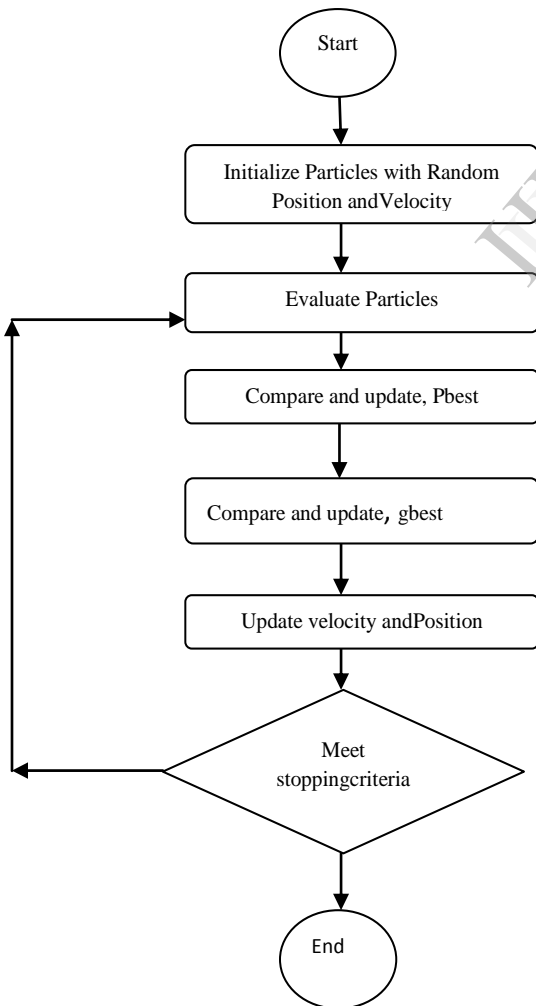 Start
Initialize Particles with Random
Position andVelocity
Evaluate Particles
Compare and update, Pbest
Compare and update, gbest
Update velocity andPosition
Meet
stoppingcriteria
End